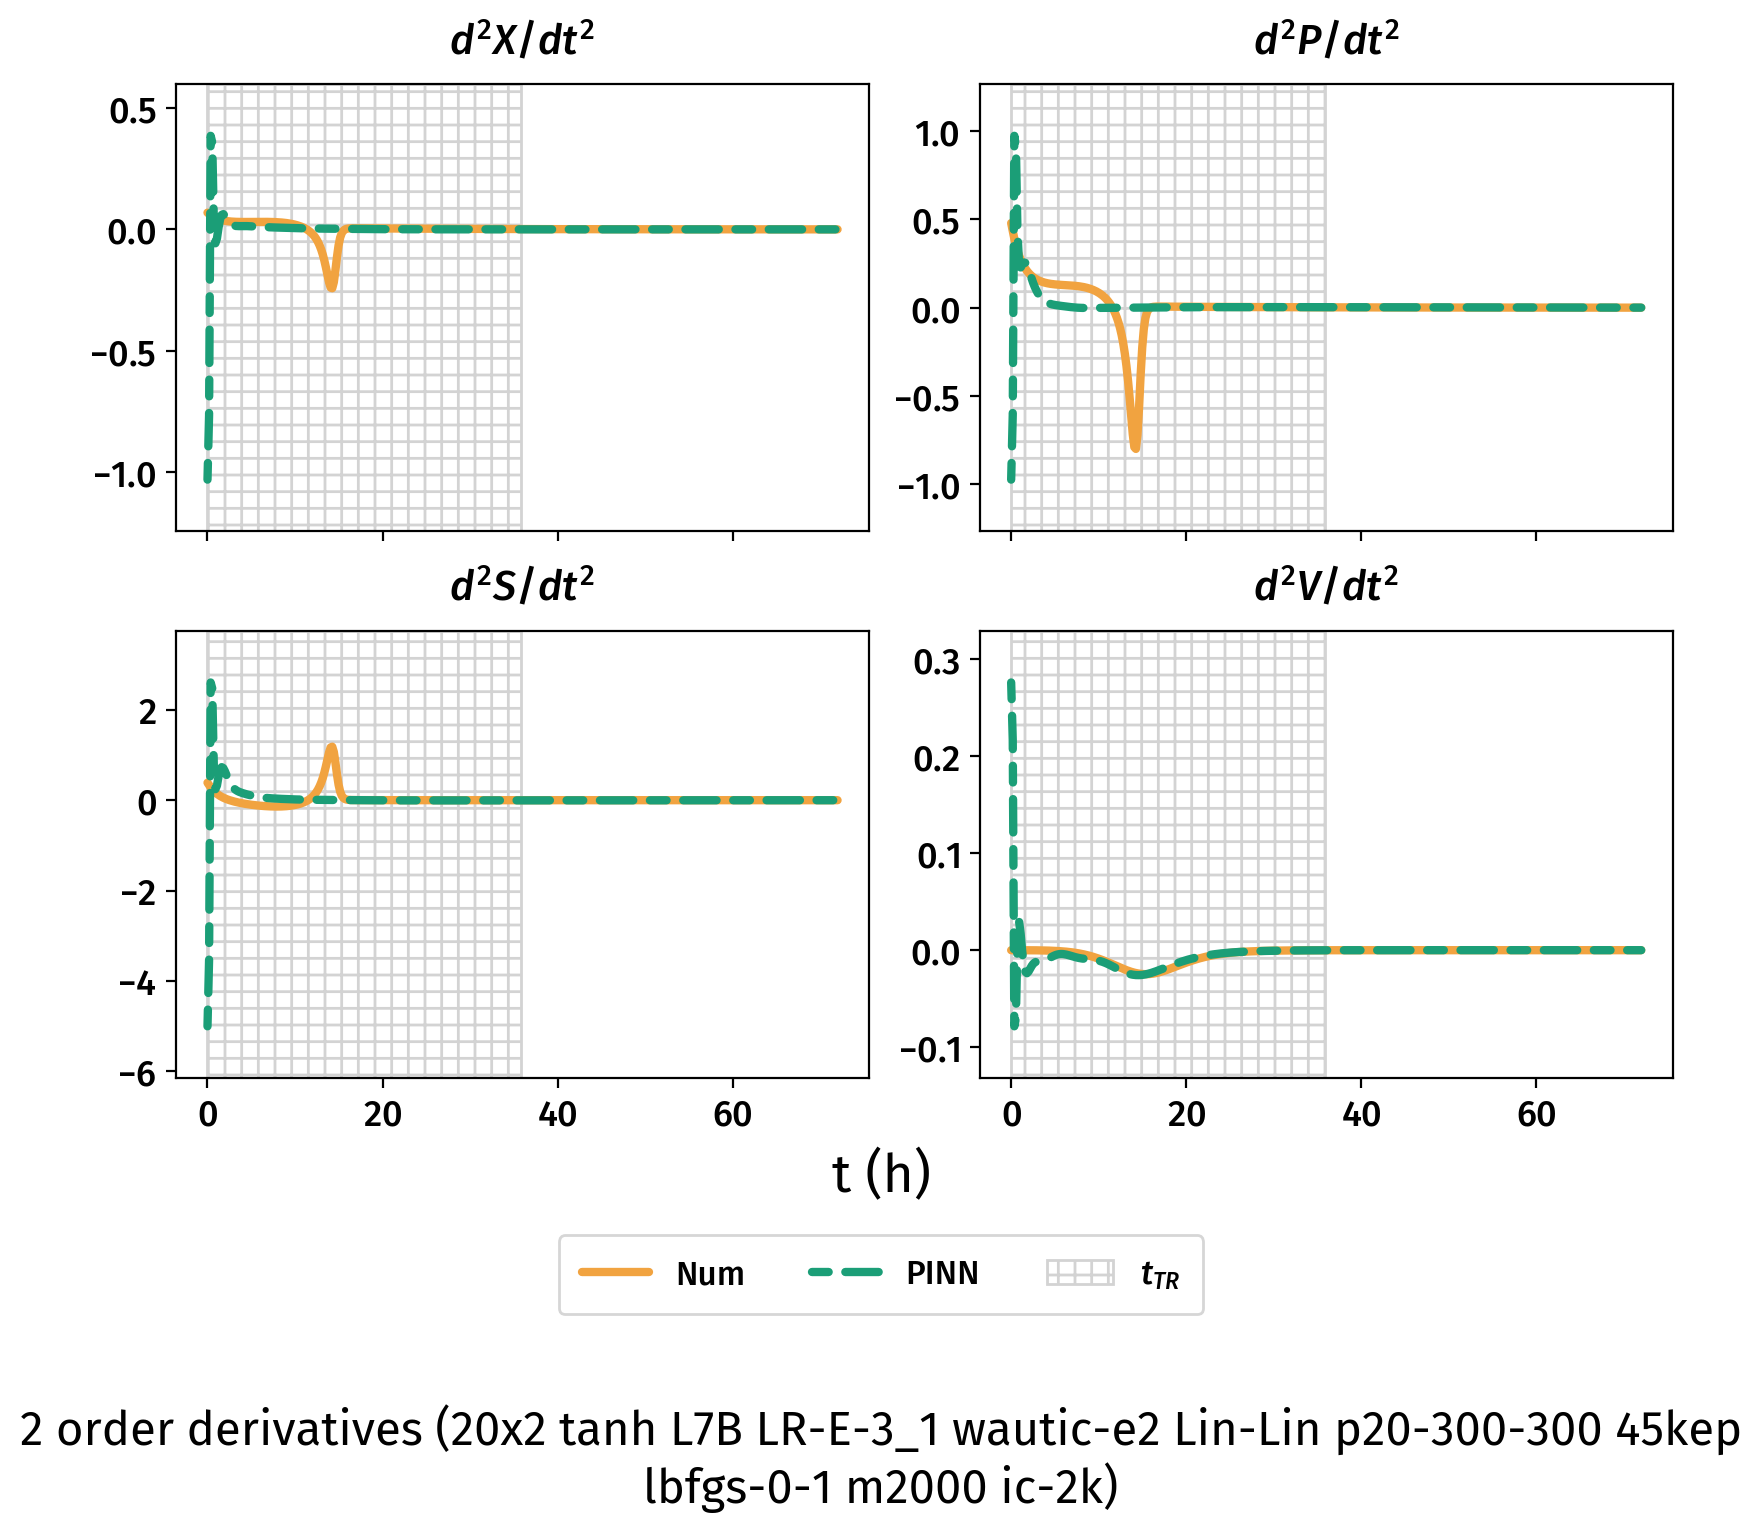 d²X/dt²
0.5
0.0
−0.5
−1.0
d²P/dt²
1.0
0.5
0.0
−0.5
−1.0
d²S/dt²
2
0
−2
−4
−6
0 20 40 60
d²V/dt²
0.3
0.2
0.1
0.0
−0.1
0 20 40 60
t (h)
Num PINN t_TR
2 order derivatives (20x2 tanh L7B LR-E-3_1 wautic-e2 Lin-Lin p20-300-300 45kep
lbfgs-0-1 m2000 ic-2k)